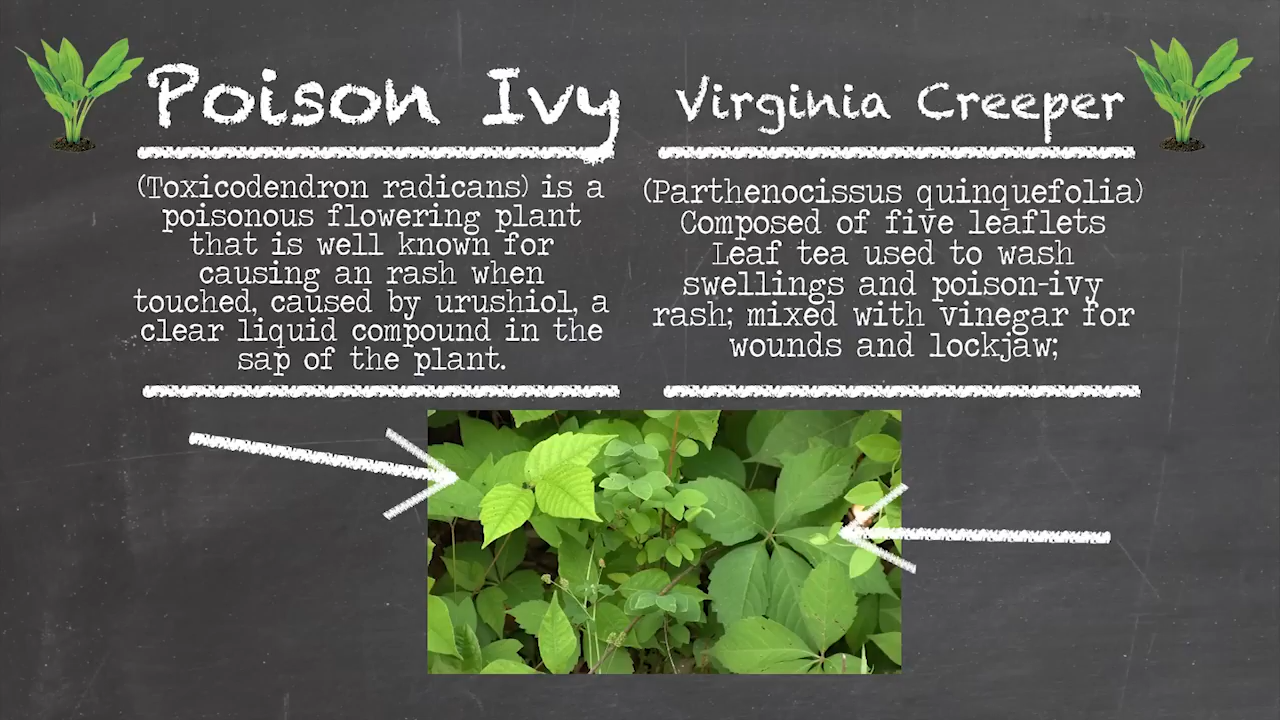 Poison Ivy
(Toxicodendron radicans) is a
poisonous flowering plant
that is well known for
causing an rash when
touched, caused by urushiol, a
clear liquid compound in the
sap of the plant.
Virginia Creeper
(Parthenocissus quinquefolia)
Composed of five leaflets
Leaf tea used to wash
swellings and poison-ivy
rash; mixed with vinegar for
wounds and lockjaw;